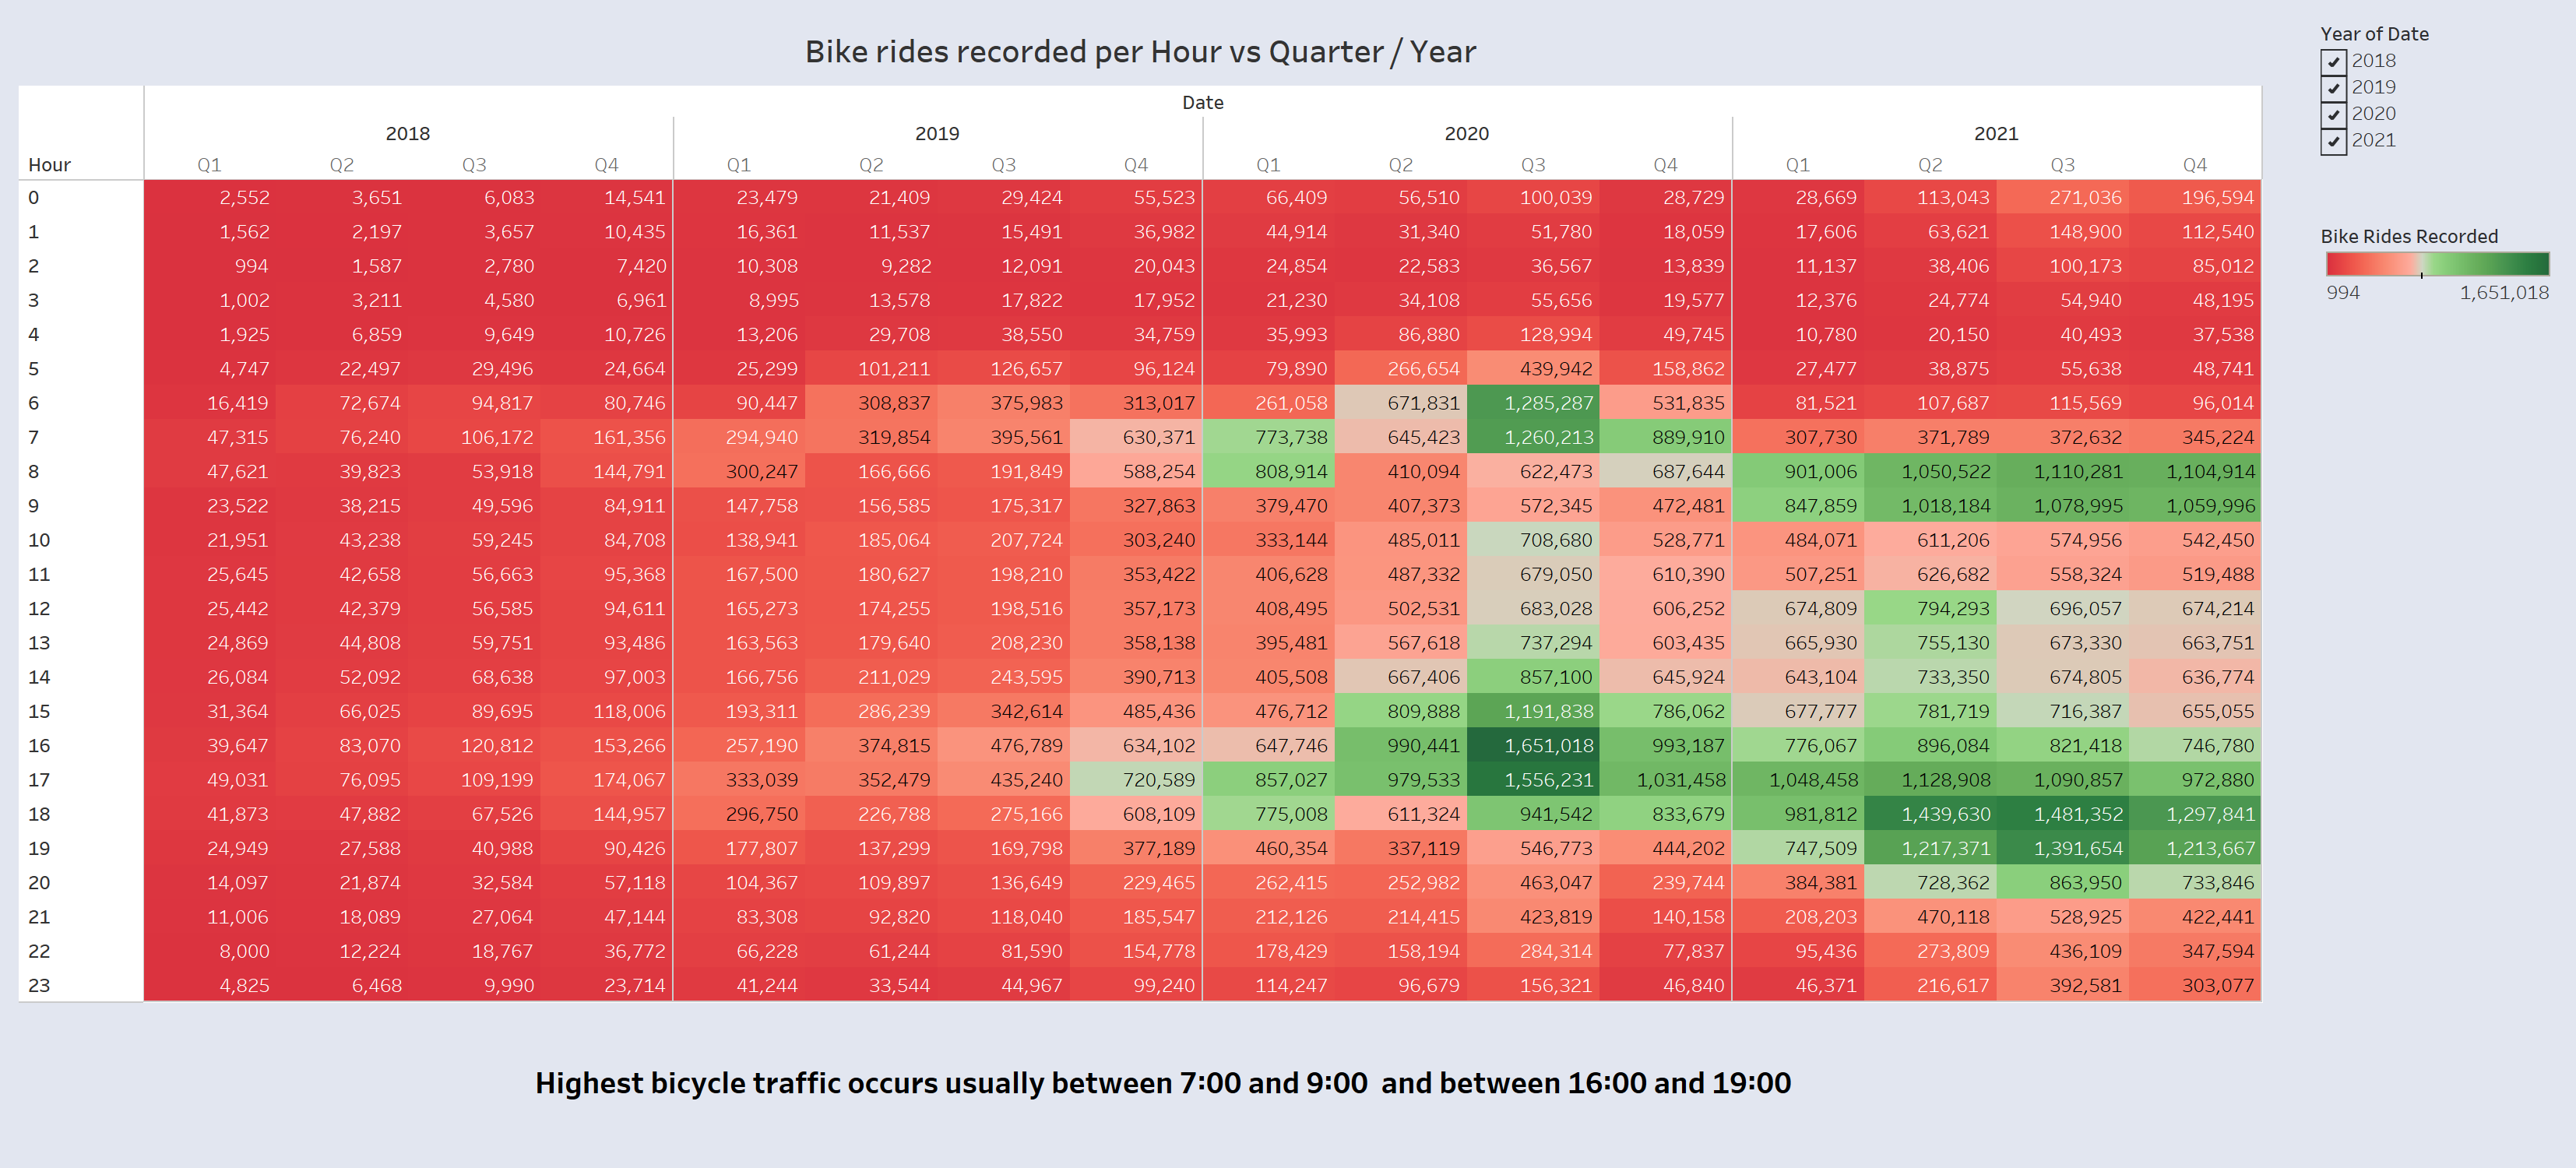 Bike rides recorded per Hour vs Quarter / Year
Date
2018 2019 2020 2021
Hour Q1 Q2 Q3 Q4 Q1 Q2 Q3 Q4 Q1 Q2 Q3 Q4 Q1 Q2 Q3 Q4
0 2,552 3,651 6,083 14,541 23,479 21,409 29,424 55,523 66,409 56,510 100,039 28,729 28,669 113,043 271,036 196,594
1 1,562 2,197 3,657 10,435 16,361 11,537 15,491 36,982 44,914 31,340 51,780 18,059 17,606 63,621 148,900 112,540
2 994 1,587 2,780 7,420 10,308 9,282 12,091 20,043 24,854 22,583 36,567 13,839 11,137 38,406 100,173 85,012
3 1,002 3,211 4,580 6,961 8,995 13,578 17,822 17,952 21,230 34,108 55,656 19,577 12,376 24,774 54,940 48,195
4 1,925 6,859 9,649 10,726 13,206 29,708 38,550 34,759 35,993 86,880 128,994 49,745 10,780 20,150 40,493 37,538
5 4,747 22,497 29,496 24,664 25,299 101,211 126,657 96,124 79,890 266,654 439,942 158,862 27,477 38,875 55,638 48,741
6 16,419 72,674 94,817 80,746 90,447 308,837 375,983 313,017 261,058 671,831 1,285,287 531,835 81,521 107,687 115,569 96,014
7 47,315 76,240 106,172 161,356 294,940 319,854 395,561 630,371 773,738 645,423 1,260,213 889,910 307,730 371,789 372,632 345,224
8 47,621 39,823 53,918 144,791 300,247 166,666 191,849 588,254 808,914 410,094 622,473 687,644 901,006 1,050,522 1,110,281 1,104,914
9 23,522 38,215 49,596 84,911 147,758 156,585 175,317 327,863 379,470 407,373 572,345 472,481 847,859 1,018,184 1,078,995 1,059,996
10 21,951 43,238 59,245 84,708 138,941 185,064 207,724 303,240 333,144 485,011 708,680 528,771 484,071 611,206 574,956 542,450
11 25,645 42,658 56,663 95,368 167,500 180,627 198,210 353,422 406,628 487,332 679,050 610,390 507,251 626,682 558,324 519,488
12 25,442 42,379 56,585 94,611 165,273 174,255 198,516 357,173 408,495 502,531 683,028 606,252 674,809 794,293 696,057 674,214
13 24,869 44,808 59,751 93,486 163,563 179,640 208,230 358,138 395,481 567,618 737,294 603,435 665,930 755,130 673,330 663,751
14 26,084 52,092 68,638 97,003 166,756 211,029 243,595 390,713 405,508 667,406 857,100 645,924 643,104 733,350 674,805 636,774
15 31,364 66,025 89,695 118,006 193,311 286,239 342,614 485,436 476,712 809,888 1,191,838 786,062 677,777 781,719 716,387 655,055
16 39,647 83,070 120,812 153,266 257,190 374,815 476,789 634,102 647,746 990,441 1,651,018 993,187 776,067 896,084 821,418 746,780
17 49,031 76,095 109,199 174,067 333,039 352,479 435,240 720,589 857,027 979,533 1,556,231 1,031,458 1,048,458 1,128,908 1,090,857 972,880
18 41,873 47,882 67,526 144,957 296,750 226,788 275,166 608,109 775,008 611,324 941,542 833,679 981,812 1,439,630 1,481,352 1,297,841
19 24,949 27,588 40,988 90,426 177,807 137,299 169,798 377,189 460,354 337,119 546,773 444,202 747,509 1,217,371 1,391,654 1,213,667
20 14,097 21,874 32,584 57,118 104,367 109,897 136,649 229,465 262,415 252,982 463,047 239,744 384,381 728,362 863,950 733,846
21 11,006 18,089 27,064 47,144 83,308 92,820 118,040 185,547 212,126 214,415 423,819 140,158 208,203 470,118 528,925 422,441
22 8,000 12,224 18,767 36,772 66,228 61,244 81,590 154,778 178,429 158,194 284,314 77,837 95,436 273,809 436,109 347,594
23 4,825 6,468 9,990 23,714 41,244 33,544 44,967 99,240 114,247 96,679 156,321 46,840 46,371 216,617 392,581 303,077
Highest bicycle traffic occurs usually between 7:00 and 9:00 and between 16:00 and 19:00
Year of Date
2018
2019
2020
2021
Bike Rides Recorded
994 1,651,018